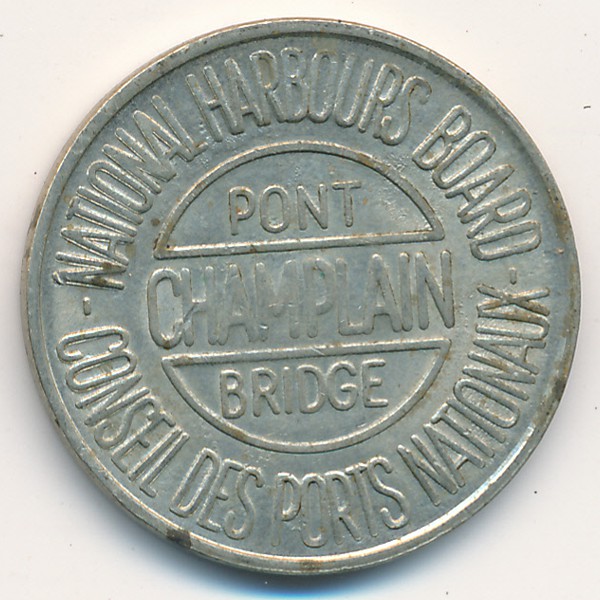 - NATIONAL HARBOURS BOARD -
PONT
CHAMPLAIN
BRIDGE
CONSEIL DES PORTS NATIONAUX